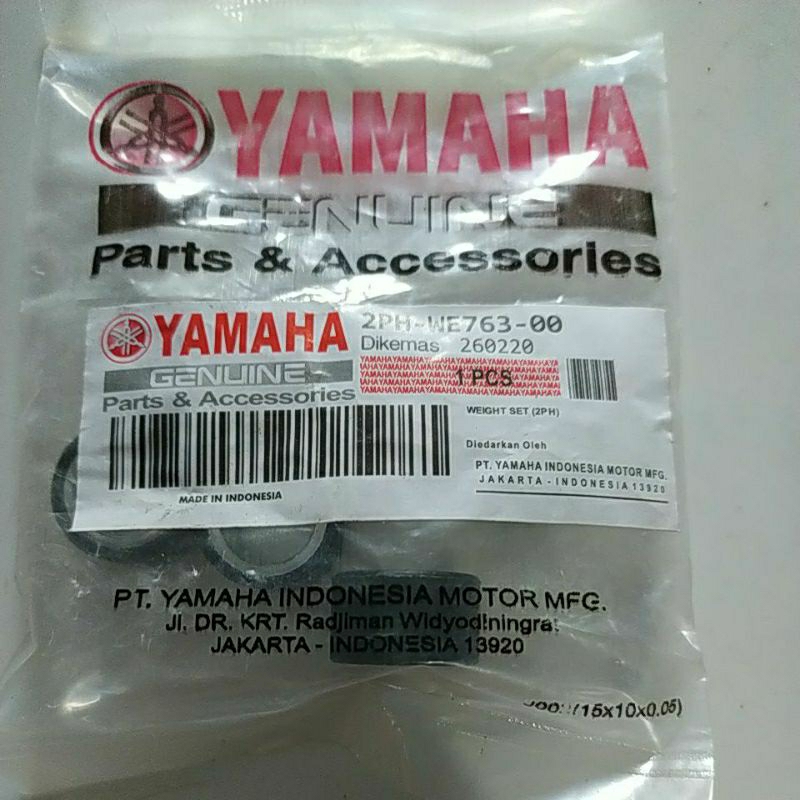 YAMAHA
GENUINE
Parts & Accessories
YAMAHA
GENUINE
Parts & Accessories
2PH-WE763-00
Dikemas 260220
YAMAHAYAMAHAYAMAHAYAMAHAYAMAHAYAMA
1 PCS
WEIGHT SET (2PH)
Diedarkan Oleh
PT. YAMAHA INDONESIA MOTOR MFG.
JAKARTA - INDONESIA 13920
MADE IN INDONESIA
PT. YAMAHA INDONESIA MOTOR MFG.
Jl. DR. KRT. Radjiman Widyodiningrat
JAKARTA - INDONESIA 13920
(15x10x0.05)